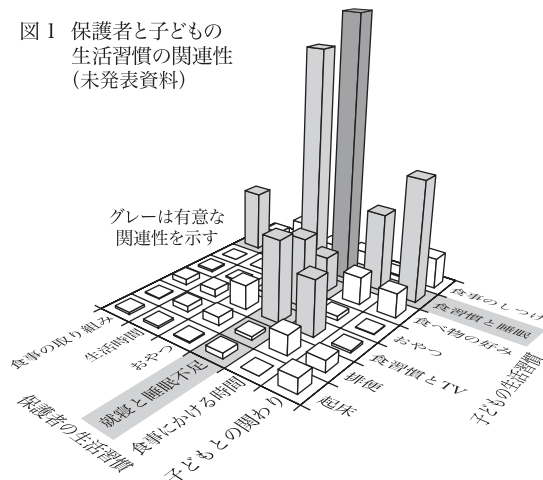 図 1 保護者と子どもの
生活習慣の関連性
（未発表資料）
グレーは有意な
関連性を示す
食事の取り組み
生活時間
おやつ
就寝と睡眠不足
食事にかける時間
子どもとの関わり
保護者の生活習慣
食事のしつけ
食習慣と睡眠
食べ物の好み
おやつ
食習慣とTV
排便
起床
子どもの生活習慣